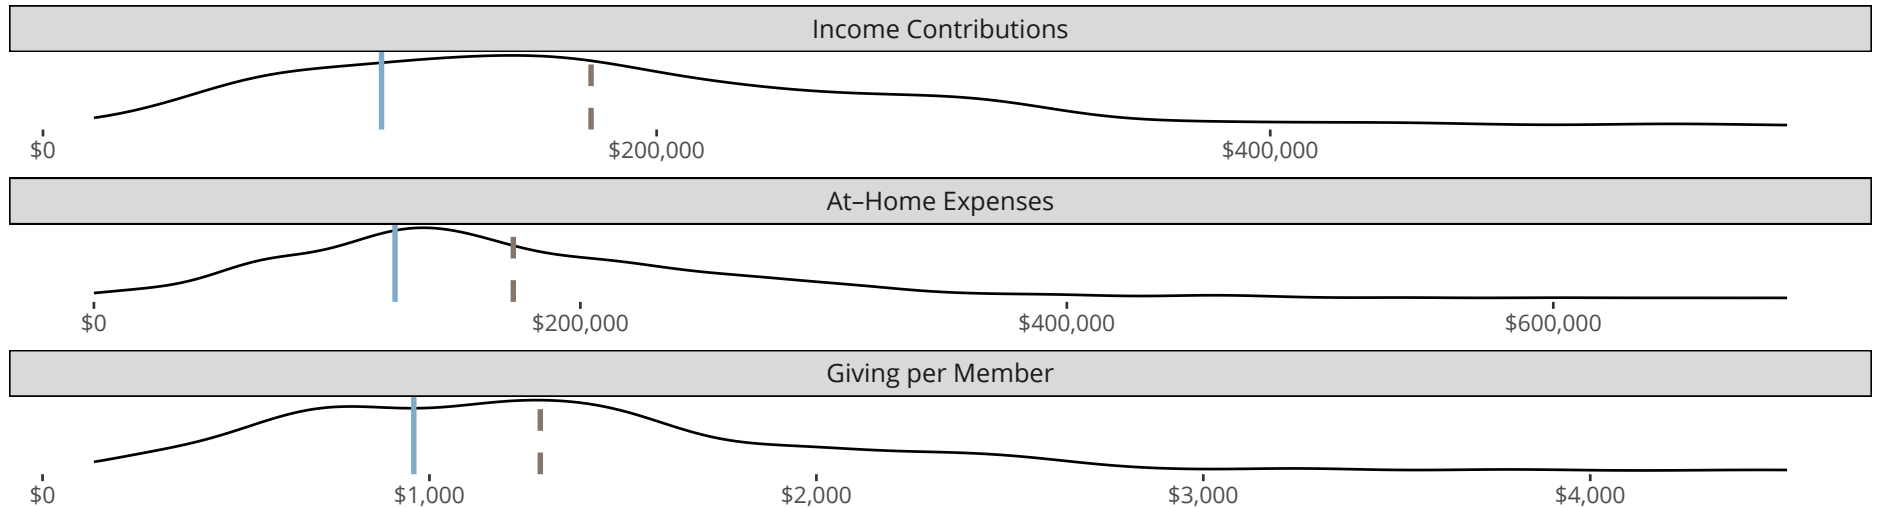 Income Contributions
$0 $200,000 $400,000
At–Home Expenses
$0 $200,000 $400,000 $600,000
Giving per Member
$0 $1,000 $2,000 $3,000 $4,000